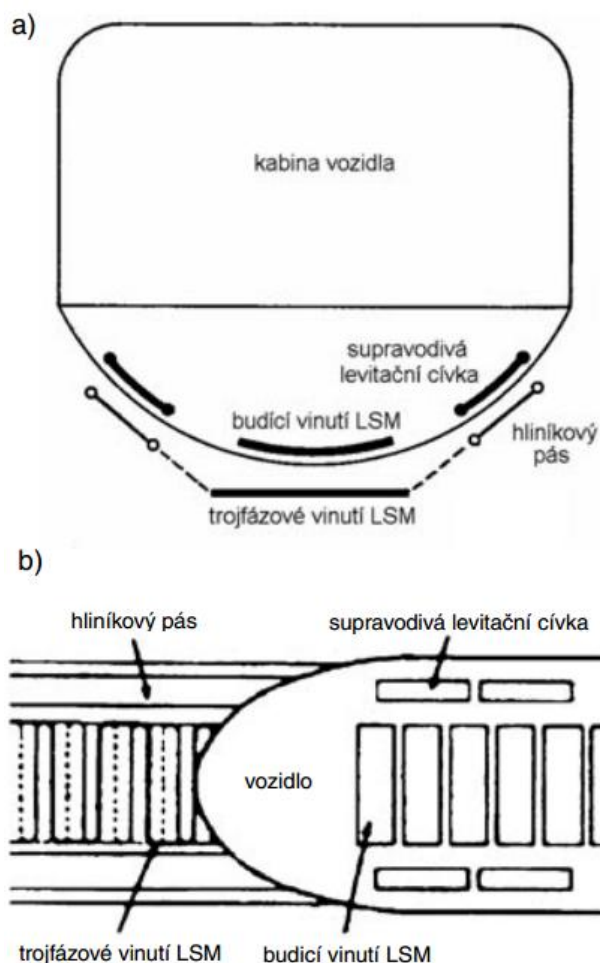 a)
kabina vozidla
supravodivá
levitační cívka
budící vinutí LSM
hliníkový
pás
trojfázové vinutí LSM
b)
hliníkový pás
supravodivá levitační cívka
vozidlo
trojfázové vinutí LSM
budicí vinutí LSM